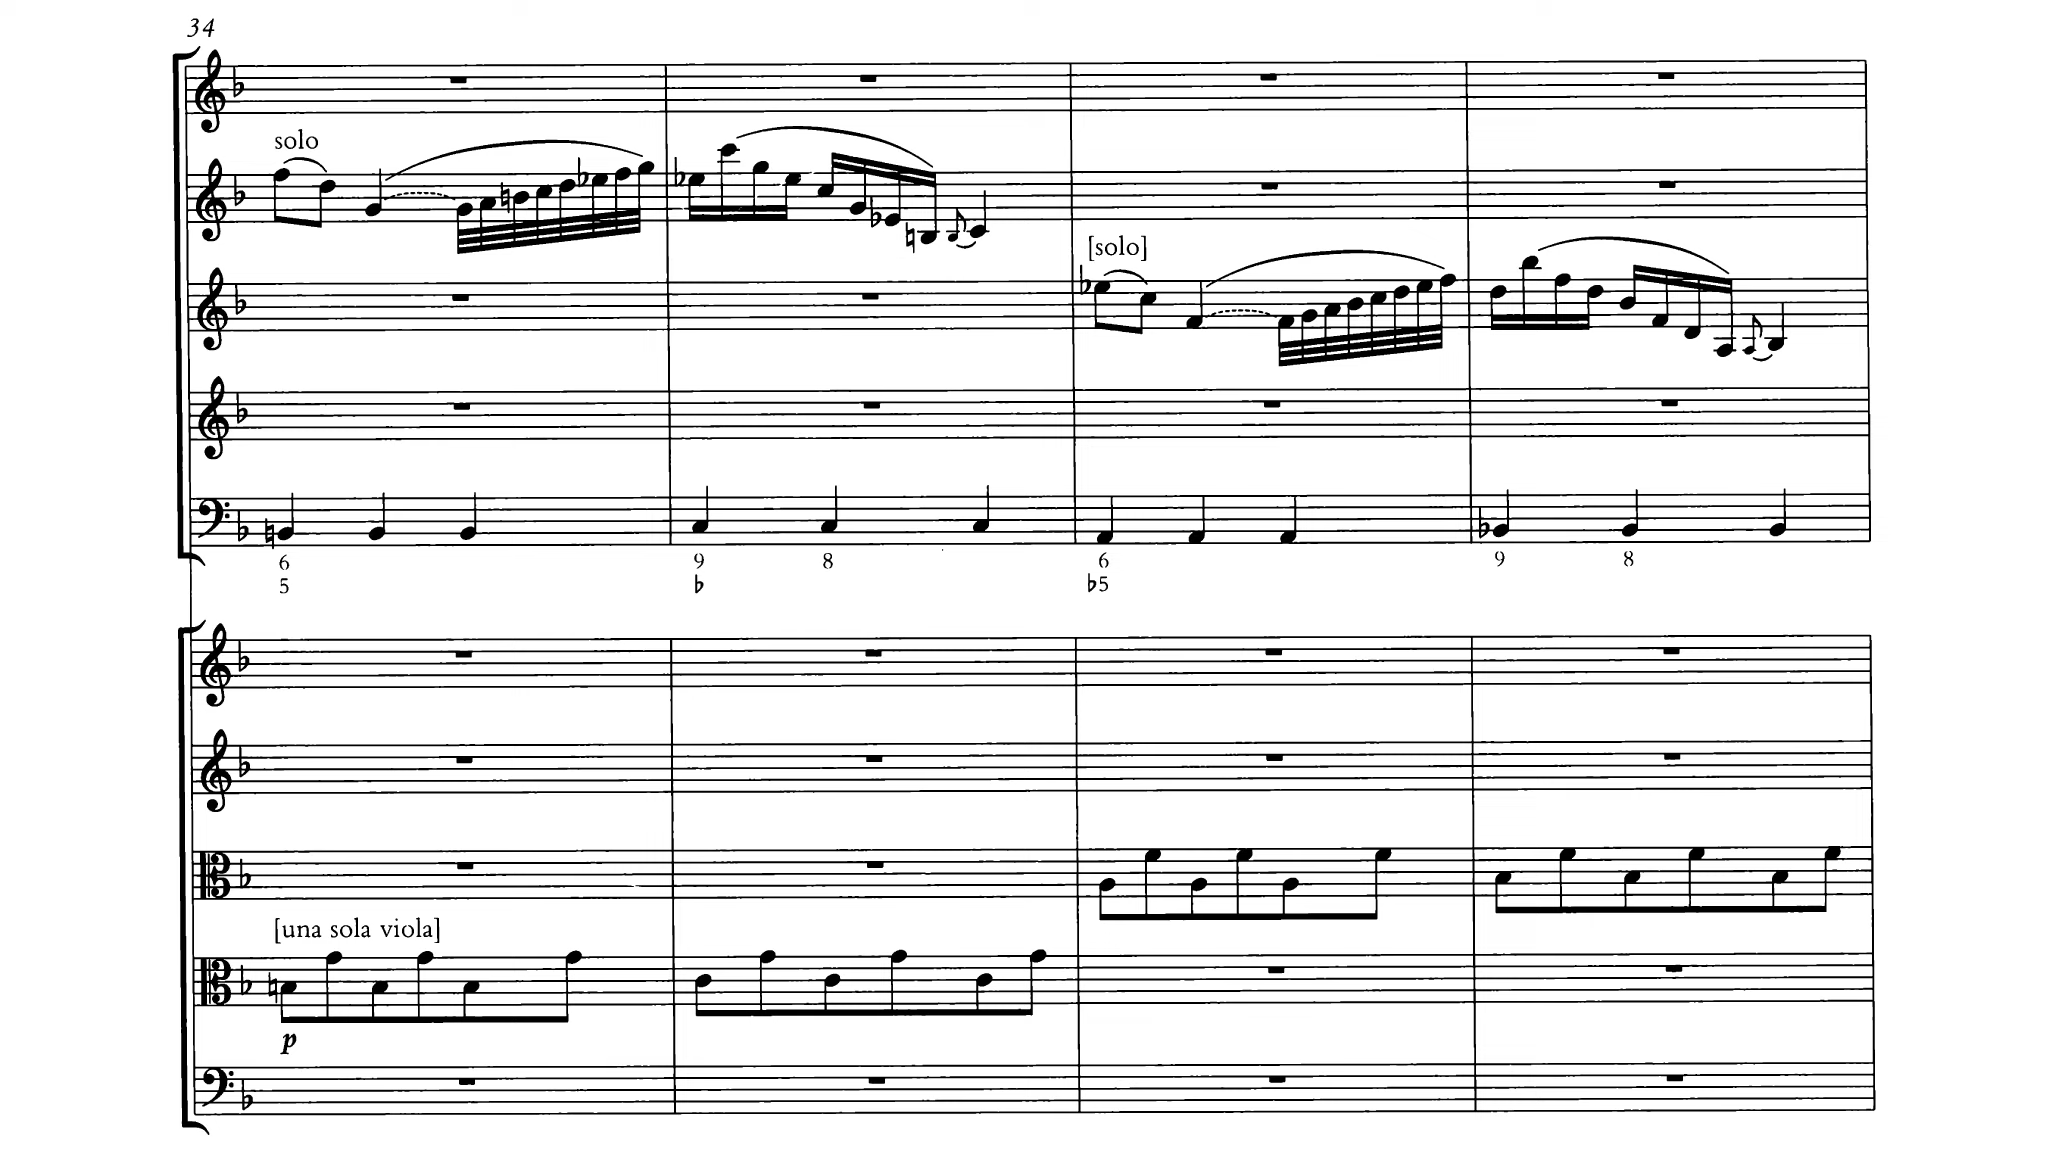 34
solo
[solo]
6 9 8 6 9 8
5 ♭ ♭5
[una sola viola]
p